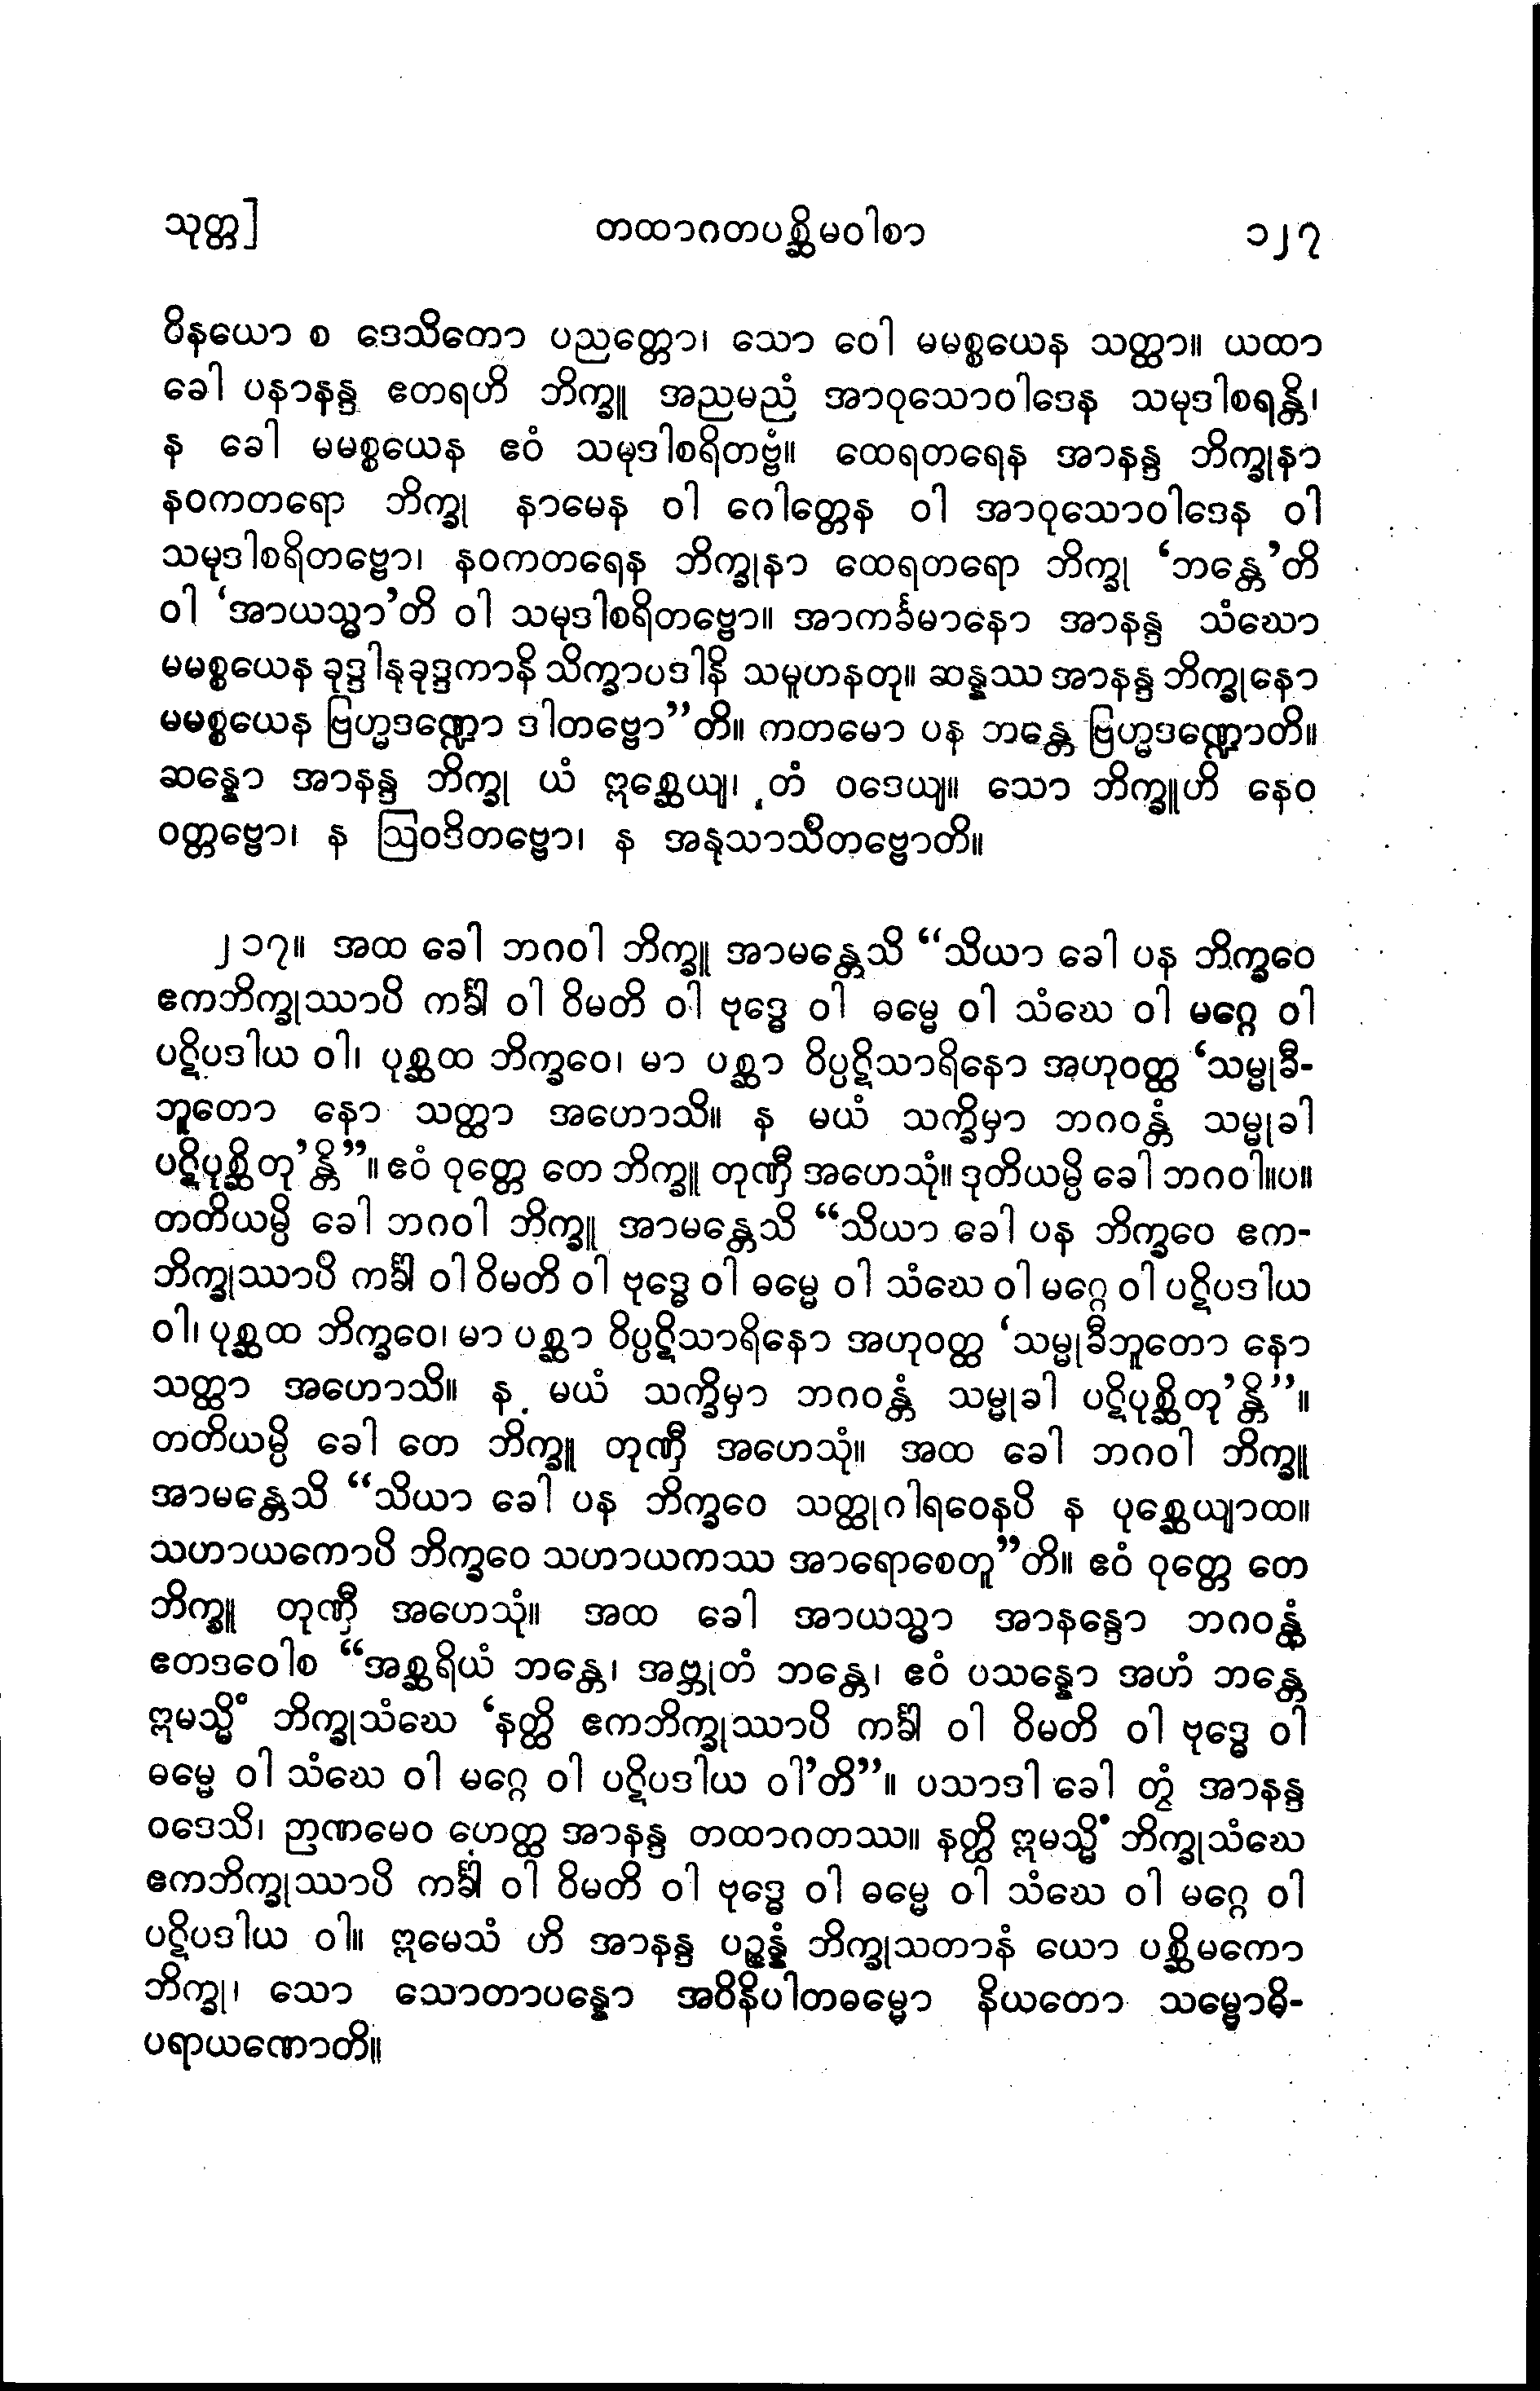 သုတ္တ]
တထာဂတပစ္ဆိမဝါစာ
၁၂၇
ဝိနယော စ ဒေသိတော ပညတ္တော၊ သော ဝေါ မမစ္စယေန သတ္ထာ။ ယထာ
ခေါ ပနာနန္ဒ ဧတရဟိ ဘိက္ခူ အညမညံ အာဝုသောဝါဒေန သမုဒါစရန္တိ၊
န ခေါ မမစ္စယေန ဧဝံ သမုဒါစရိတဗ္ဗံ။ ထေရတရေန အာနန္ဒ ဘိက္ခုနာ
နဝကတရော ဘိက္ခု နာမေန ဝါ ဂေါတ္တေန ဝါ အာဝုသောဝါဒေန ဝါ
သမုဒါစရိတဗ္ဗော၊ နဝကတရေန ဘိက္ခုနာ ထေရတရော ဘိက္ခု ‘ဘန္တေ’တိ
ဝါ ‘အာယသ္မာ’တိ ဝါ သမုဒါစရိတဗ္ဗော။ အာကင်္ခမာနော အာနန္ဒ သံဃော
မမစ္စယေန ခုဒ္ဒါနုခုဒ္ဒကာနိ သိက္ခာပဒါနိ သမူဟနတု။ ဆန္နဿ အာနန္ဒ ဘိက္ခုနော
မမစ္စယေန ဗြဟ္မဒဏ္ဍော ဒါတဗ္ဗော”တိ။ ကတမော ပန ဘန္တေ ဗြဟ္မဒဏ္ဍောတိ။
ဆန္နော အာနန္ဒ ဘိက္ခု ယံ ဣစ္ဆေယျ၊ တံ ဝဒေယျ။ သော ဘိက္ခူဟိ နေဝ
ဝတ္တဗ္ဗော၊ န ဩဝဒိတဗ္ဗော၊ န အနုသာသိတဗ္ဗောတိ။
၂၁၇။ အထ ခေါ ဘဂဝါ ဘိက္ခူ အာမန္တေသိ “သိယာ ခေါ ပန ဘိက္ခဝေ
ဧကဘိက္ခုဿာပိ ကင်္ခါ ဝါ ဝိမတိ ဝါ ဗုဒ္ဓေ ဝါ ဓမ္မေ ဝါ သံဃေ ဝါ မဂ္ဂေ ဝါ
ပဋိပဒါယ ဝါ၊ ပုစ္ဆထ ဘိက္ခဝေ၊ မာ ပစ္ဆာ ဝိပ္ပဋိသာရိနော အဟုဝတ္ထ ‘သမ္မုခီ-
ဘူတော နော သတ္ထာ အဟောသိ။ န မယံ သက္ခိမှာ ဘဂဝန္တံ သမ္မုခါ
ပဋိပုစ္ဆိတု’န္တိ”။ ဧဝံ ဝုတ္တေ တေ ဘိက္ခူ တုဏှီ အဟေသုံ။ ဒုတိယမ္ပိ ခေါ ဘဂဝါ။ပ။
တတိယမ္ပိ ခေါ ဘဂဝါ ဘိက္ခူ အာမန္တေသိ “သိယာ ခေါ ပန ဘိက္ခဝေ ဧက-
ဘိက္ခုဿာပိ ကင်္ခါ ဝါ ဝိမတိ ဝါ ဗုဒ္ဓေ ဝါ ဓမ္မေ ဝါ သံဃေ ဝါ မဂ္ဂေ ဝါ ပဋိပဒါယ
ဝါ၊ ပုစ္ဆထ ဘိက္ခဝေ၊ မာ ပစ္ဆာ ဝိပ္ပဋိသာရိနော အဟုဝတ္ထ ‘သမ္မုခီဘူတော နော
သတ္ထာ အဟောသိ။ န မယံ သက္ခိမှာ ဘဂဝန္တံ သမ္မုခါ ပဋိပုစ္ဆိတု’န္တိ”။
တတိယမ္ပိ ခေါ တေ ဘိက္ခူ တုဏှီ အဟေသုံ။ အထ ခေါ ဘဂဝါ ဘိက္ခူ
အာမန္တေသိ “သိယာ ခေါ ပန ဘိက္ခဝေ သတ္ထုဂါရဝေနပိ န ပုစ္ဆေယျာထ။
သဟာယကောပိ ဘိက္ခဝေ သဟာယကဿ အာရောစေတူ”တိ။ ဧဝံ ဝုတ္တေ တေ
ဘိက္ခူ တုဏှီ အဟေသုံ။ အထ ခေါ အာယသ္မာ အာနန္ဒော ဘဂဝန္တံ
ဧတဒဝေါစ “အစ္ဆရိယံ ဘန္တေ၊ အဗ္ဘုတံ ဘန္တေ၊ ဧဝံ ပသန္နော အဟံ ဘန္တေ
ဣမသ္မိံ ဘိက္ခုသံဃေ ‘နတ္ထိ ဧကဘိက္ခုဿာပိ ကင်္ခါ ဝါ ဝိမတိ ဝါ ဗုဒ္ဓေ ဝါ
ဓမ္မေ ဝါ သံဃေ ဝါ မဂ္ဂေ ဝါ ပဋိပဒါယ ဝါ’တိ”။ ပသာဒါ ခေါ တွံ အာနန္ဒ
ဝဒေသိ၊ ဉာဏမေဝ ဟေတ္ထ အာနန္ဒ တထာဂတဿ။ နတ္ထိ ဣမသ္မိံ ဘိက္ခုသံဃေ
ဧကဘိက္ခုဿာပိ ကင်္ခါ ဝါ ဝိမတိ ဝါ ဗုဒ္ဓေ ဝါ ဓမ္မေ ဝါ သံဃေ ဝါ မဂ္ဂေ ဝါ
ပဋိပဒါယ ဝါ။ ဣမေသံ ဟိ အာနန္ဒ ပဉ္စန္နံ ဘိက္ခုသတာနံ ယော ပစ္ဆိမကော
ဘိက္ခု၊ သော သောတာပန္နော အဝိနိပါတဓမ္မော နိယတော သမ္ဗောဓိ-
ပရာယဏောတိ။